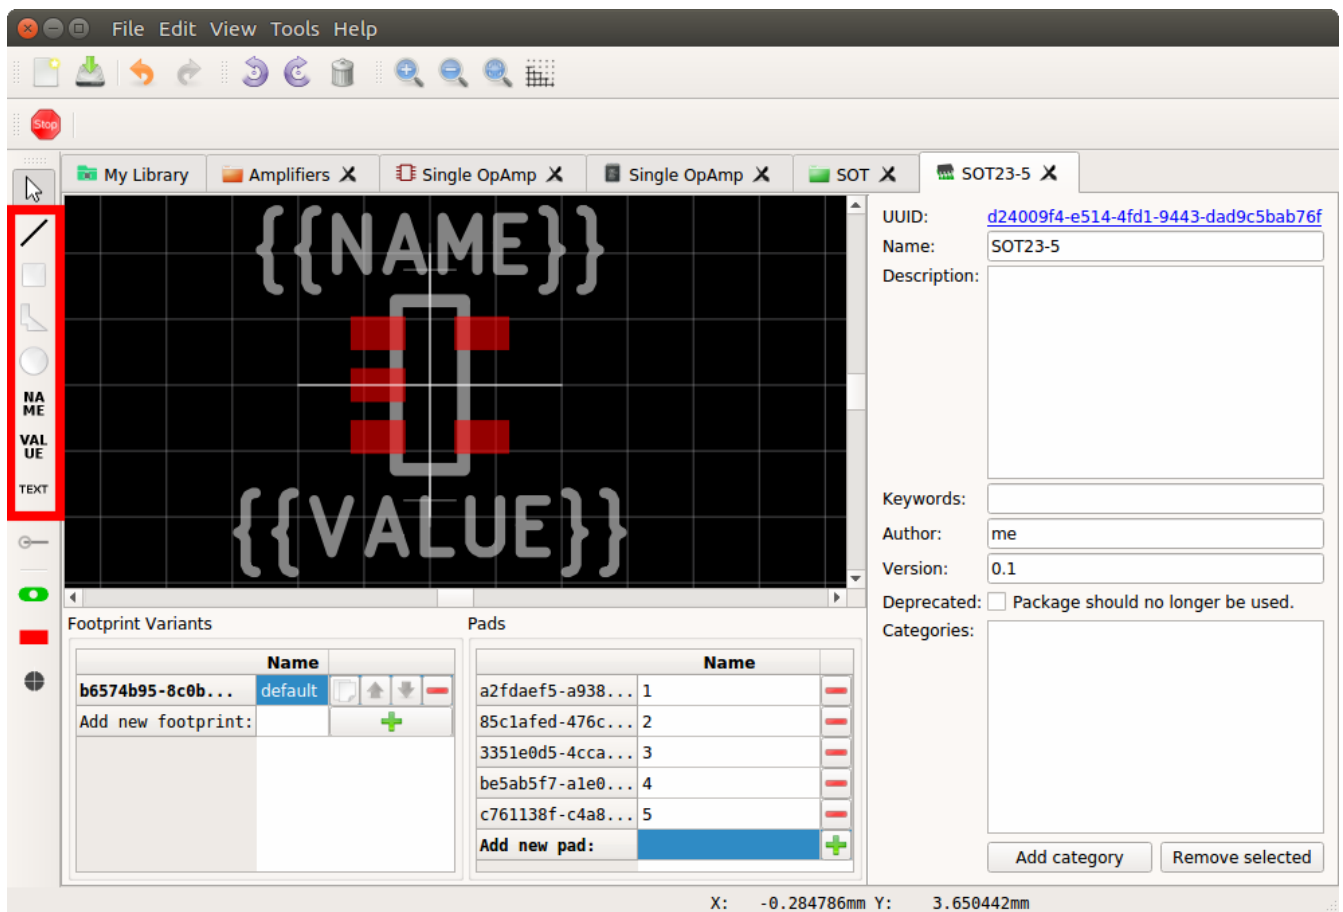 File Edit View Tools Help
Stop
My Library Amplifiers Single OpAmp Single OpAmp SOT SOT23-5
NA
ME
VAL
UE
TEXT
{{NAME}}
{{VALUE}}
UUID: d24009f4-e514-4fd1-9443-dad9c5bab76f
Name: SOT23-5
Description:
Keywords:
Author: me
Version: 0.1
Deprecated: Package should no longer be used.
Categories:
Footprint Variants
Name
b6574b95-8c0b... default
Add new footprint:
Pads
Name
a2fdaef5-a938... 1
85c1afed-476c... 2
3351e0d5-4cca... 3
be5ab5f7-a1e0... 4
c761138f-c4a8... 5
Add new pad:
Add category Remove selected
X: -0.284786mm Y: 3.650442mm